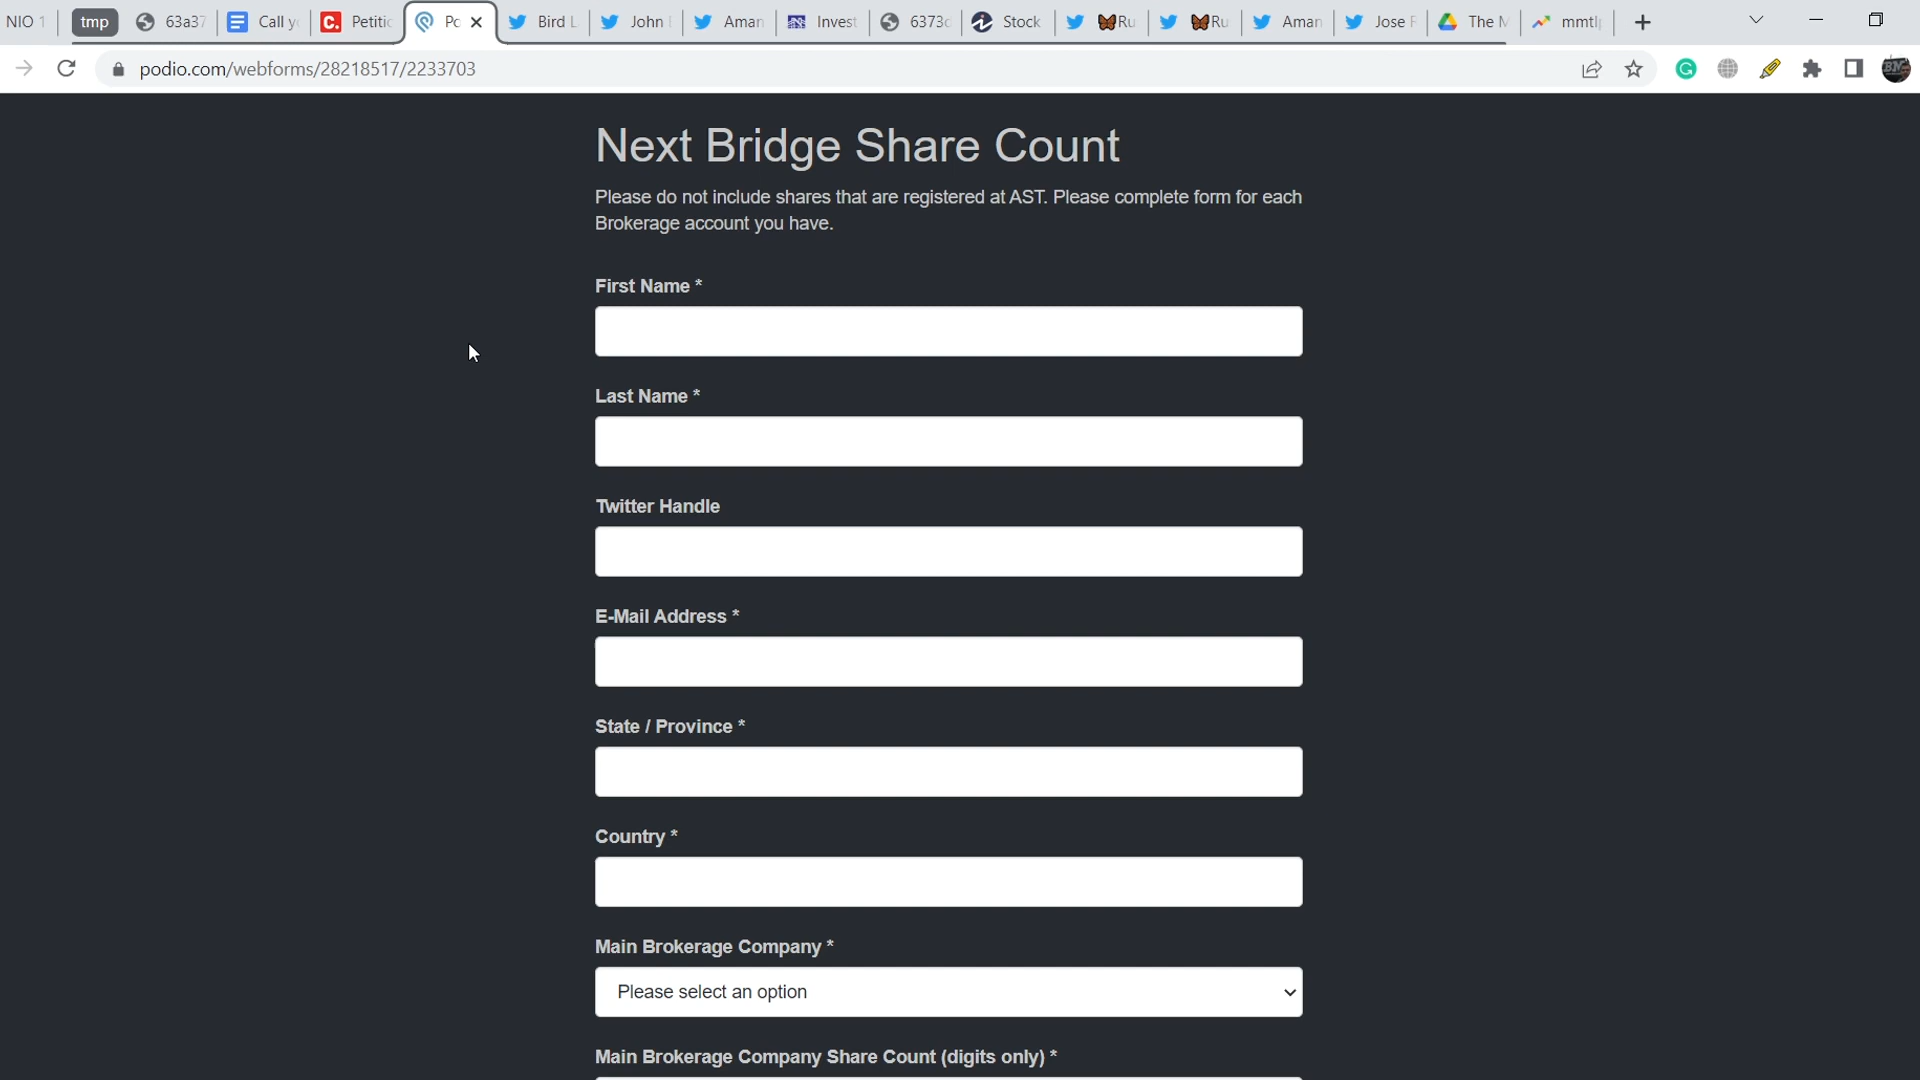 NIO 1
tmp
63a37
Call y
Petitic
Pc
Bird L
John
Aman
Invest
6373c
Stock
Ru
Ru
Aman
Jose F
The M
mmtl
podio.com/webforms/28218517/2233703
Next Bridge Share Count
Please do not include shares that are registered at AST. Please complete form for each
Brokerage account you have.
First Name *
Last Name *
Twitter Handle
E-Mail Address *
State / Province *
Country *
Main Brokerage Company *
Please select an option
Main Brokerage Company Share Count (digits only) *